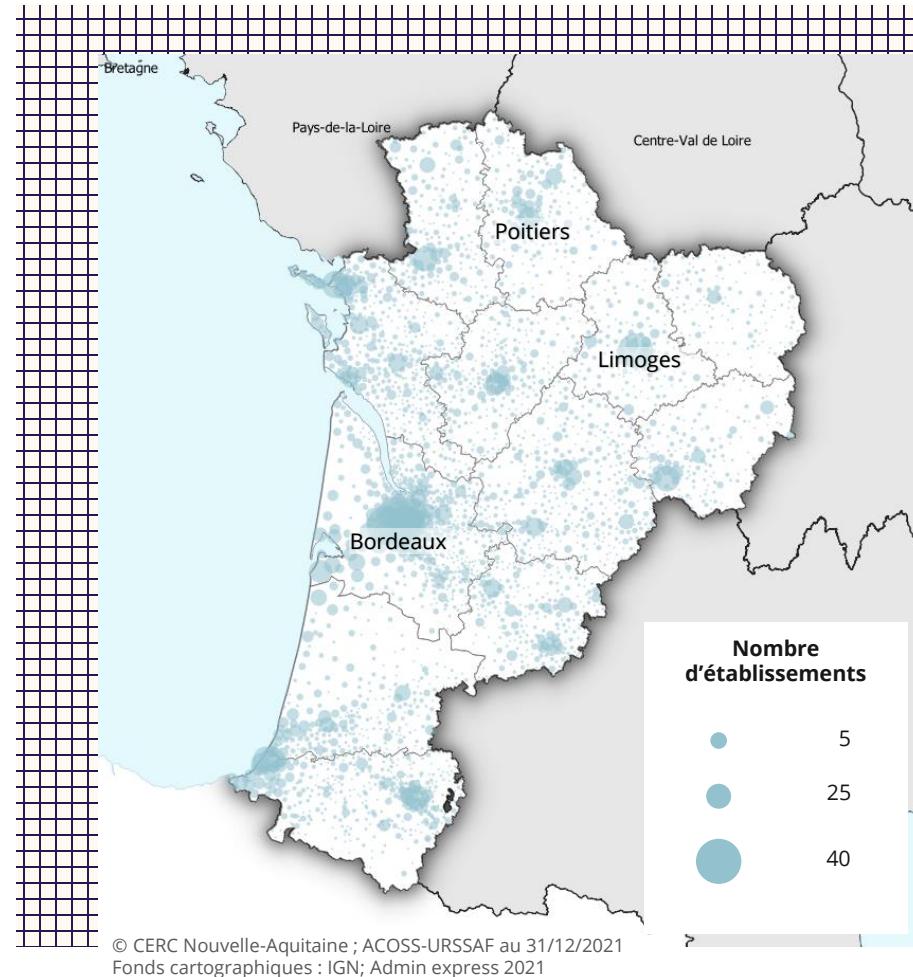 Bretagne
Pays-de-la-Loire
Centre-Val de Loire
Poitiers
Limoges
Bordeaux
Nombre
d'établissements
5
25
40
© CERC Nouvelle-Aquitaine ; ACOSS-URSSAF au 31/12/2021
Fonds cartographiques : IGN; Admin express 2021